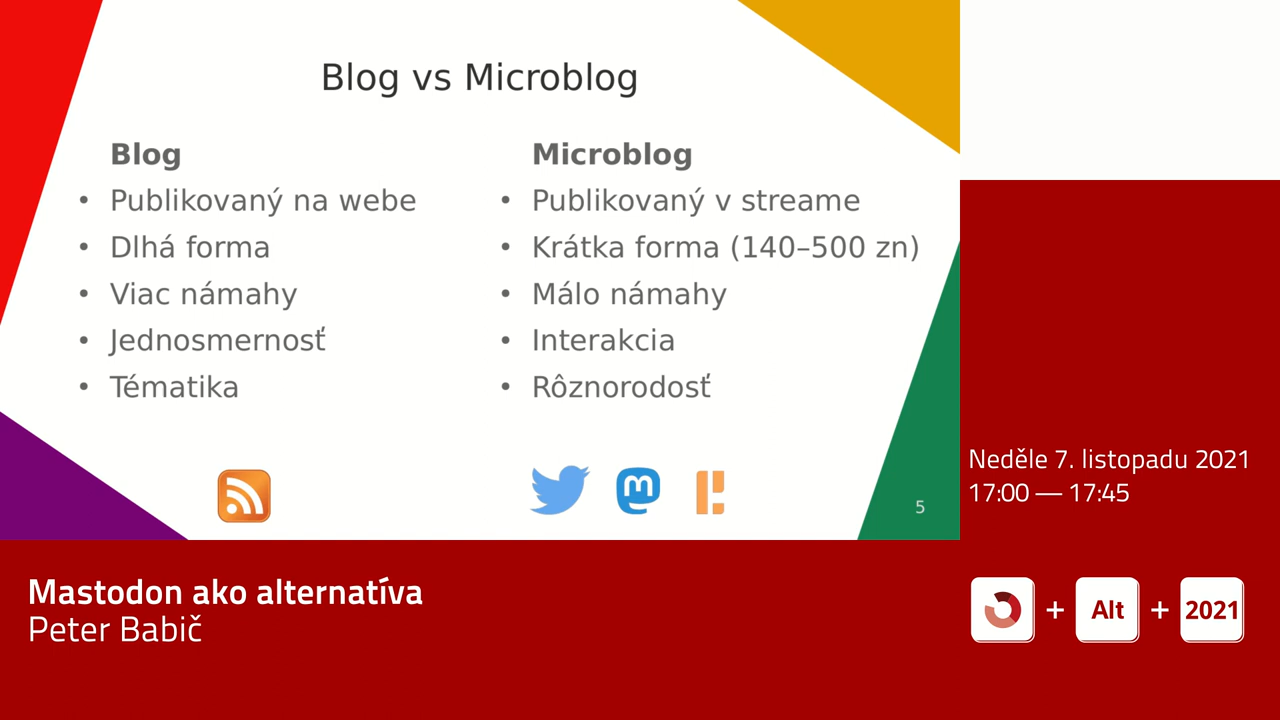 Blog vs Microblog
Blog
• Publikovaný na webe
• Dlhá forma
• Viac námahy
• Jednosmernosť
• Tématika
Microblog
• Publikovaný v streame
• Krátka forma (140–500 zn)
• Málo námahy
• Interakcia
• Rôznorodosť
5
Neděle 7. listopadu 2021
17:00 — 17:45
Mastodon ako alternatíva
Peter Babič
+ Alt + 2021